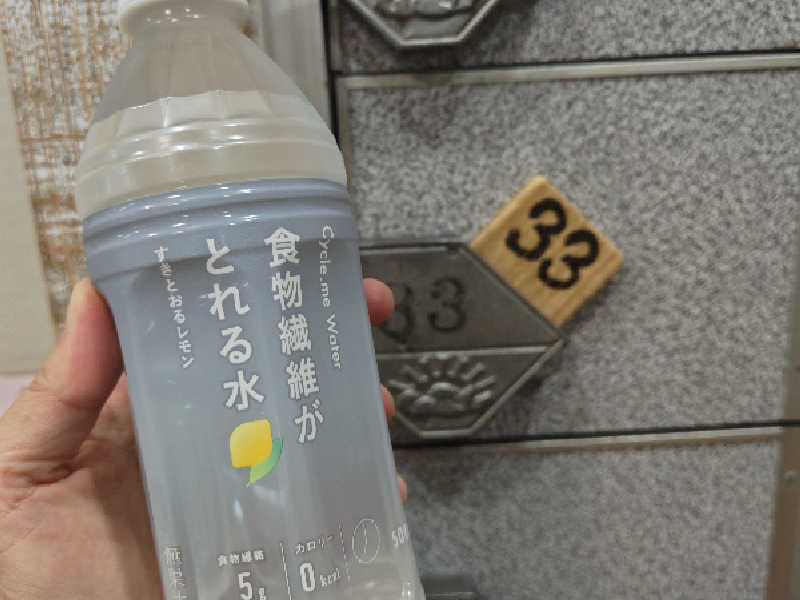 Cycle.me Water
食物繊維が
とれる水
すきとおるレモン
食物繊維
5g
カロリー
0kcal
33
33